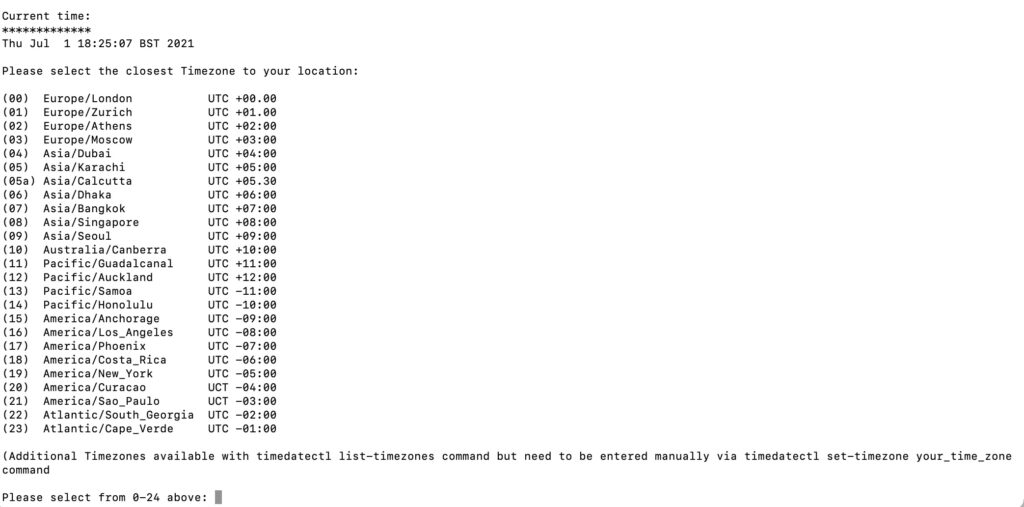 Current time:
*************
Thu Jul  1 18:25:07 BST 2021
Please select the closest Timezone to your location:
(00)  Europe/London           UTC +00.00
(01)  Europe/Zurich           UTC +01.00
(02)  Europe/Athens           UTC +02:00
(03)  Europe/Moscow           UTC +03:00
(04)  Asia/Dubai              UTC +04:00
(05)  Asia/Karachi            UTC +05:00
(05a) Asia/Calcutta           UTC +05.30
(06)  Asia/Dhaka              UTC +06:00
(07)  Asia/Bangkok            UTC +07:00
(08)  Asia/Singapore          UTC +08:00
(09)  Asia/Seoul              UTC +09:00
(10)  Australia/Canberra      UTC +10:00
(11)  Pacific/Guadalcanal     UTC +11:00
(12)  Pacific/Auckland        UTC +12:00
(13)  Pacific/Samoa           UTC -11:00
(14)  Pacific/Honolulu        UTC -10:00
(15)  America/Anchorage       UTC -09:00
(16)  America/Los_Angeles     UTC -08:00
(17)  America/Phoenix         UTC -07:00
(18)  America/Costa_Rica      UTC -06:00
(19)  America/New_York        UTC -05:00
(20)  America/Curacao         UCT -04:00
(21)  America/Sao_Paulo       UCT -03:00
(22)  Atlantic/South_Georgia  UTC -02:00
(23)  Atlantic/Cape_Verde     UTC -01:00
(Additional Timezones available with timedatectl list-timezones command but need to be entered manually via timedatectl set-timezone your_time_zone
command
Please select from 0-24 above: